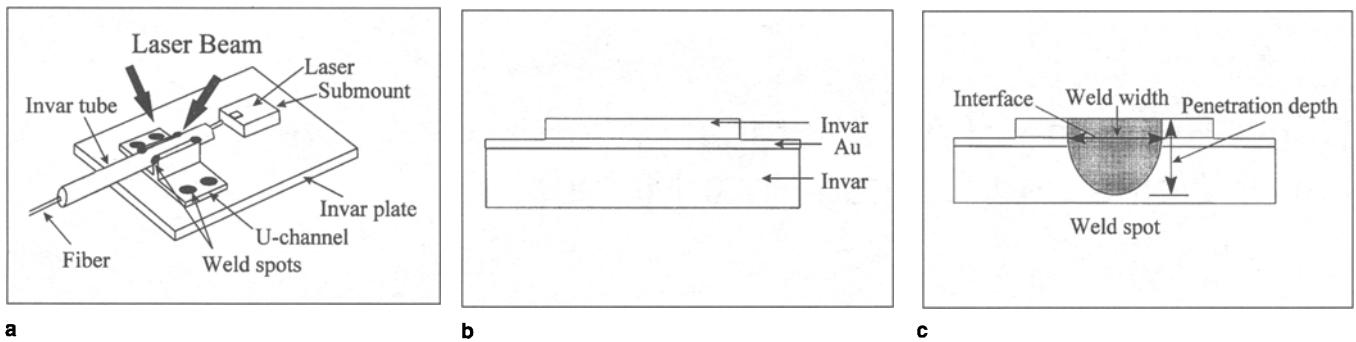 Laser Beam
Laser
Submount
Invar tube
Invar plate
U-channel
Weld spots
Fiber
a
Invar
Au
Invar
b
Interface
Weld width
Penetration depth
Weld spot
c